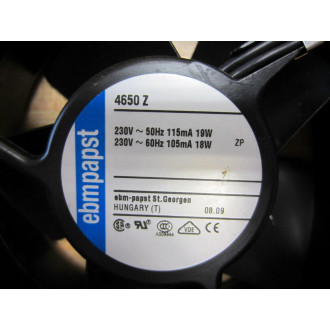 ebmpapst
4650 Z
230V ~ 50Hz 115mA 19W
230V ~ 60Hz 105mA 18W
ZP
ebm-papst St.Georgen
HUNGARY (T)
08.09